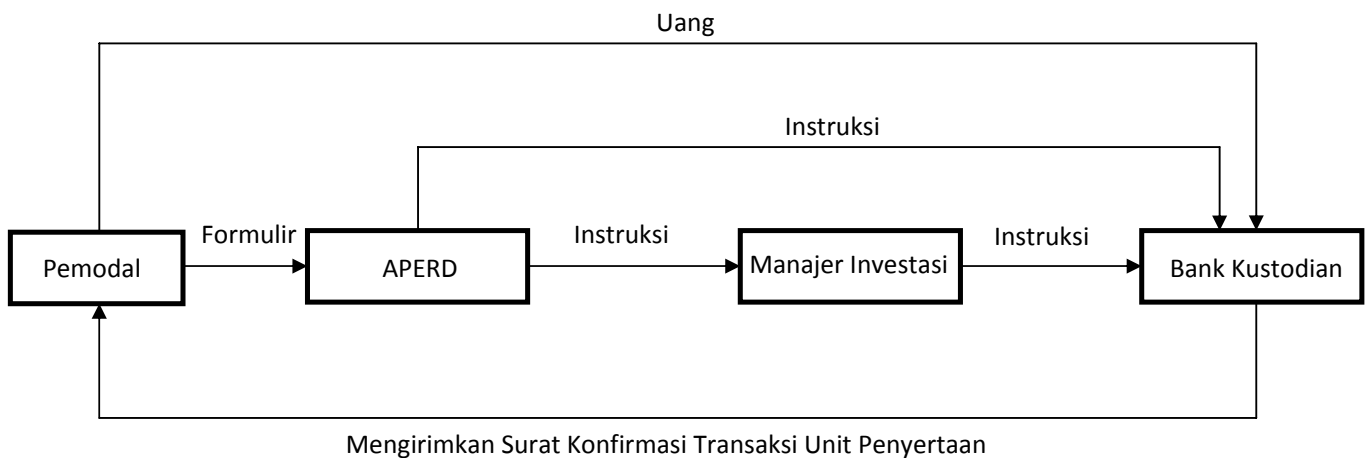 Uang
Instruksi
Formulir
Instruksi
Instruksi
Pemodal
APERD
Manajer Investasi
Bank Kustodian
Mengirimkan Surat Konfirmasi Transaksi Unit Penyertaan